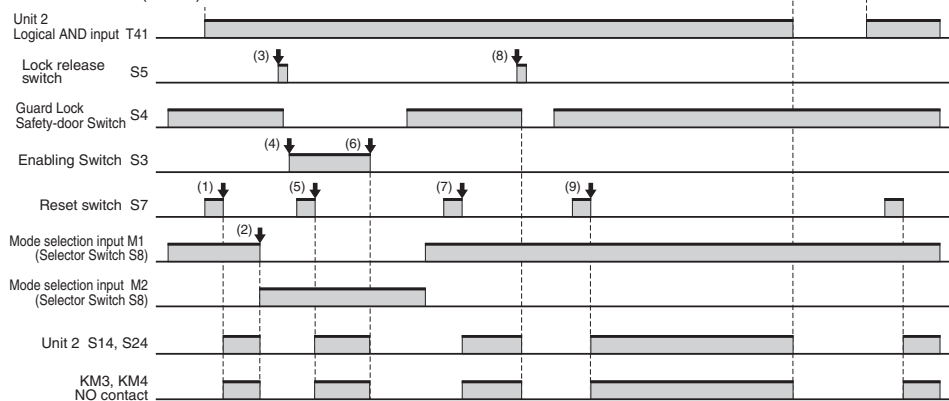 Unit 2
Logical AND input T41
Lock release
switch S5
(3)
(8)
Guard Lock
Safety-door Switch S4
Enabling Switch S3
(4)
(6)
Reset switch S7
(1)
(5)
(7)
(9)
Mode selection input M1
(Selector Switch S8)
(2)
Mode selection input M2
(Selector Switch S8)
Unit 2 S14, S24
KM3, KM4
NO contact